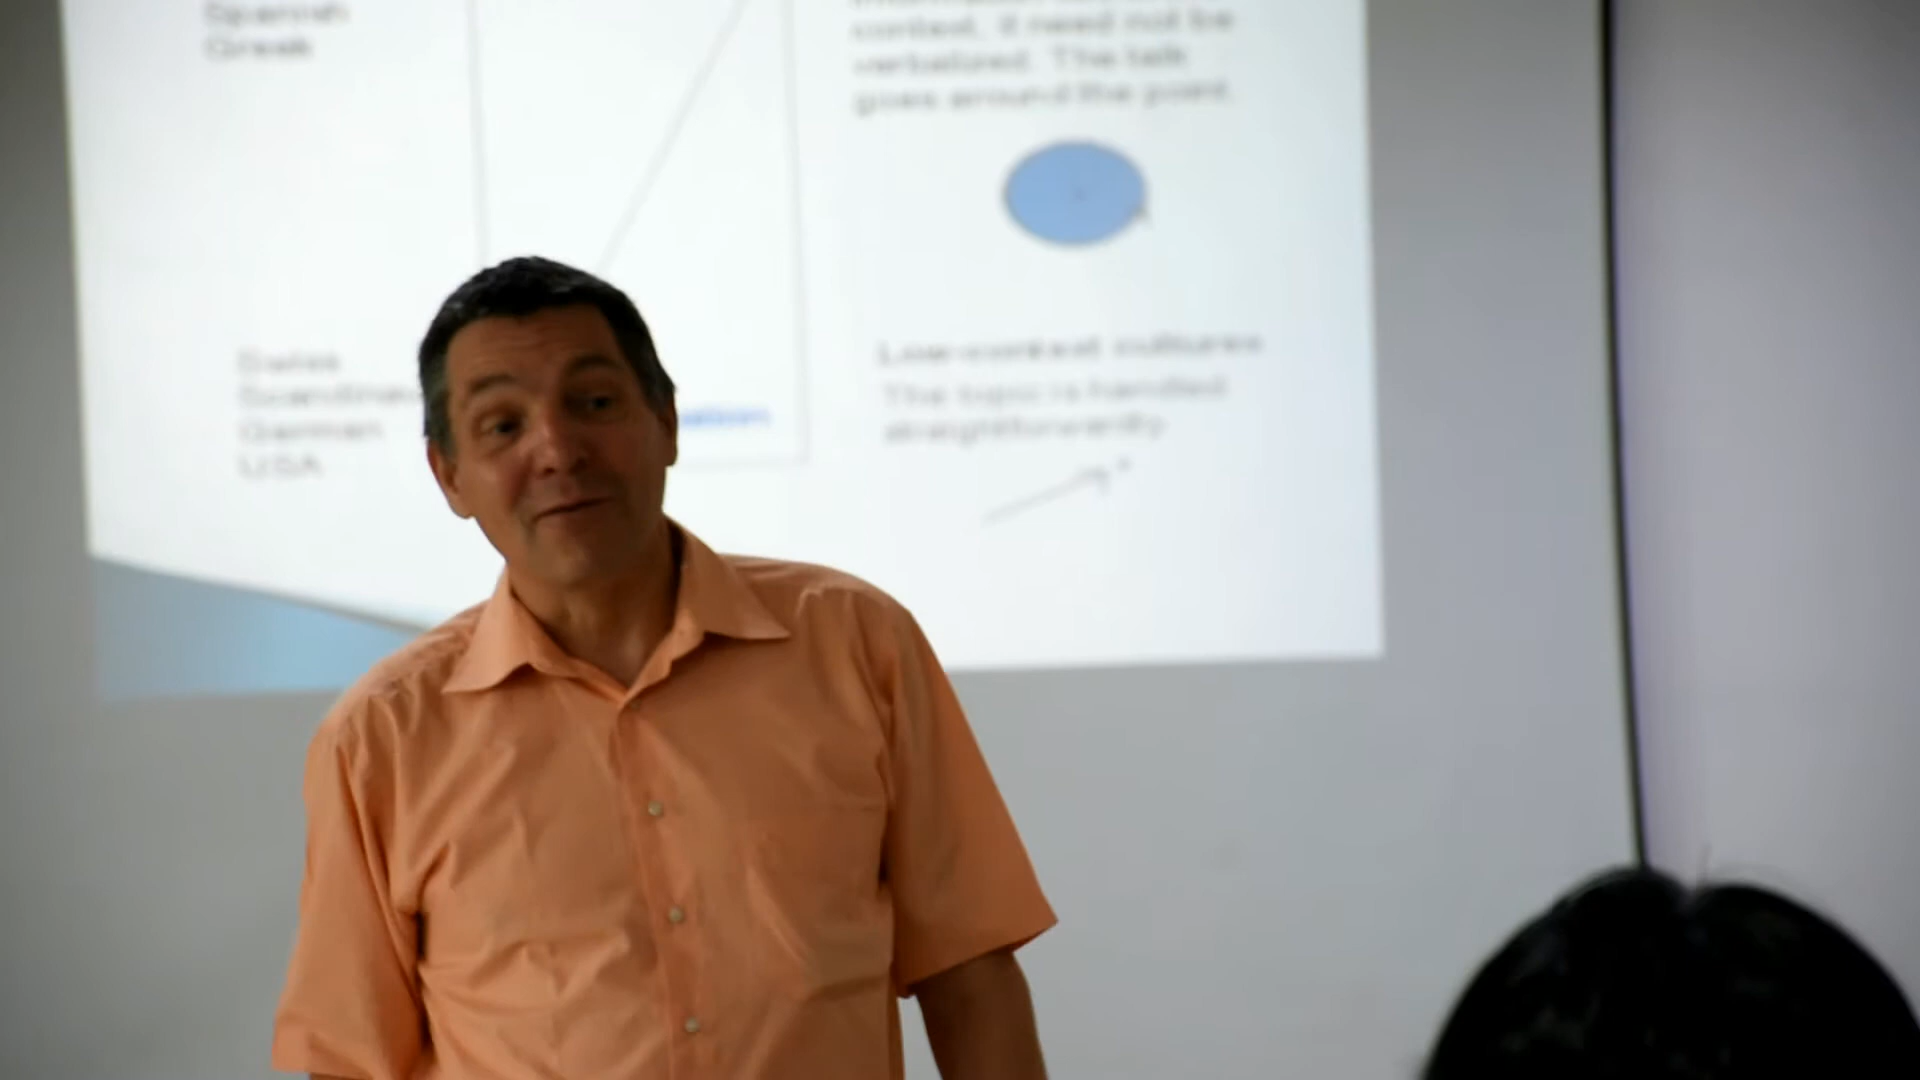 Spanish
Greek
context, it need not be
verbalized. The talk
goes around the point.
Swiss
German
USA
Low-context cultures
The topic is handled
straightforwardly